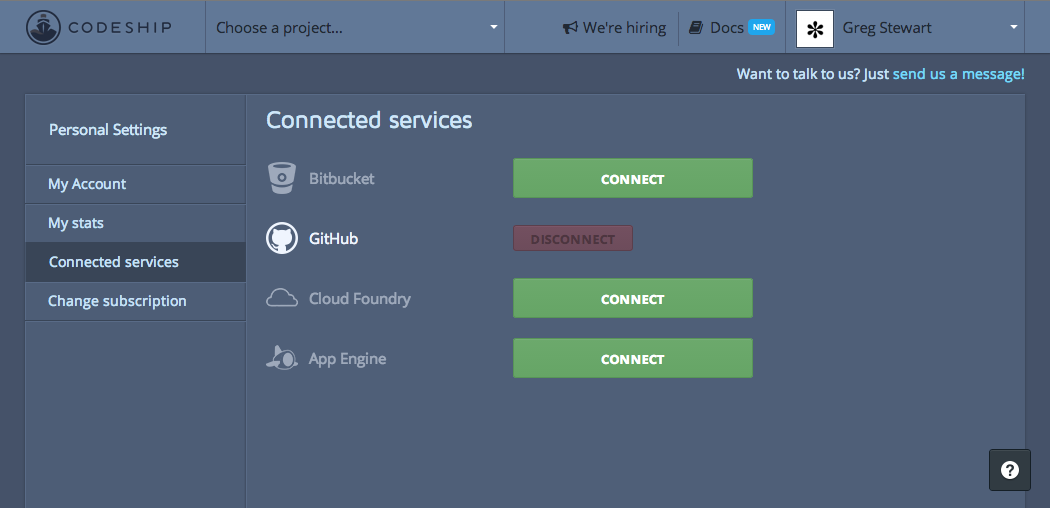 CODESHIP
Choose a project...
We're hiring
Docs NEW
Greg Stewart
Want to talk to us? Just send us a message!
Personal Settings
My Account
My stats
Connected services
Change subscription
Connected services
Bitbucket CONNECT
GitHub DISCONNECT
Cloud Foundry CONNECT
App Engine CONNECT
?